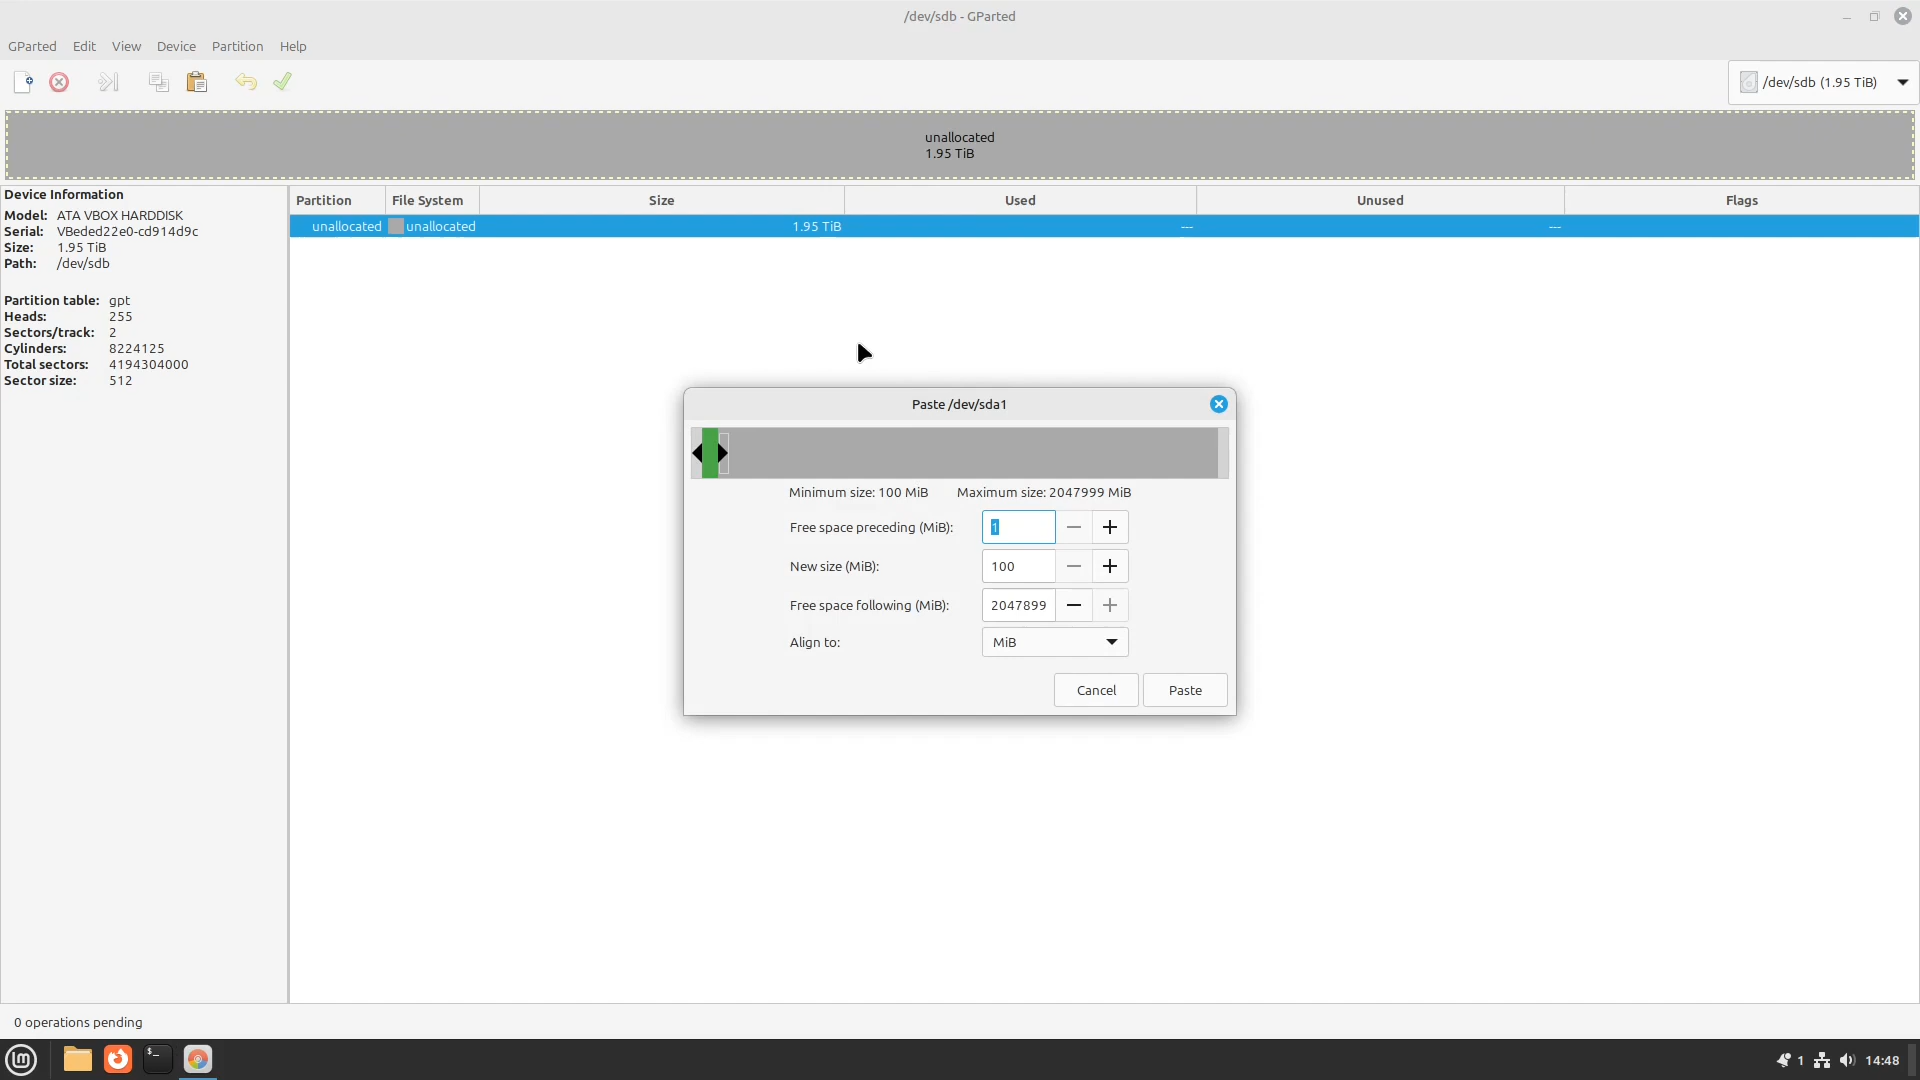 /dev/sdb - GParted
GParted Edit View Device Partition Help
/dev/sdb (1.95 TiB)
unallocated
1.95 TiB
Device Information
Model: ATA VBOX HARDDISK
Serial: VBeded22e0-cd914d9c
Size: 1.95 TiB
Path: /dev/sdb
Partition table: gpt
Heads: 255
Sectors/track: 2
Cylinders: 8224125
Total sectors: 4194304000
Sector size: 512
Partition File System Size Used Unused Flags
unallocated unallocated 1.95 TiB --- ---
Paste /dev/sda1
Minimum size: 100 MiB Maximum size: 2047999 MiB
Free space preceding (MiB): 1
New size (MiB): 100
Free space following (MiB): 2047899
Align to: MiB
Cancel Paste
0 operations pending
1 14:48